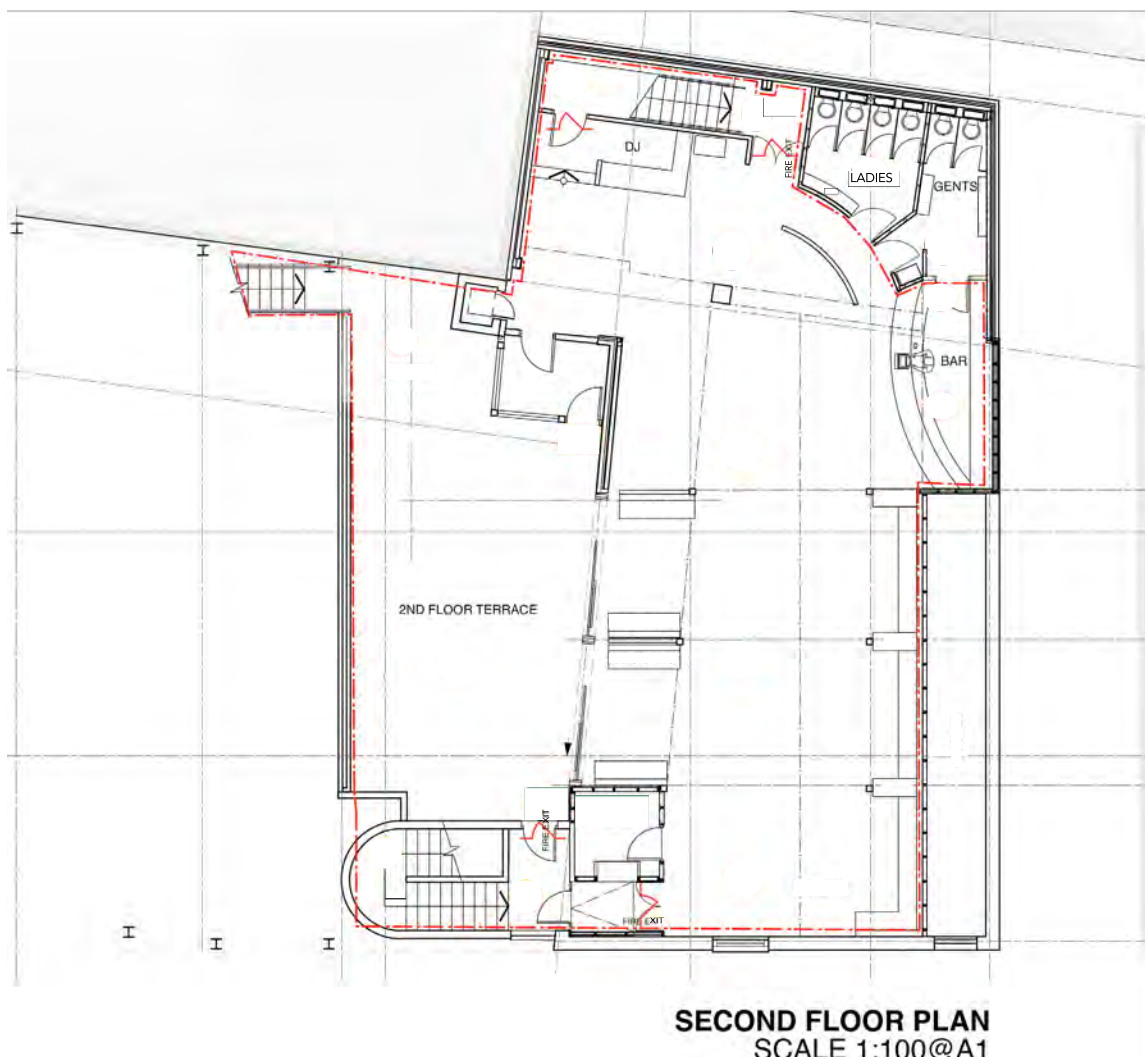 DJ
FIRE EXIT
LADIES
GENTS
BAR
2ND FLOOR TERRACE
FIRE EXIT
FIRE EXIT
SECOND FLOOR PLAN
SCALE 1:100@A1